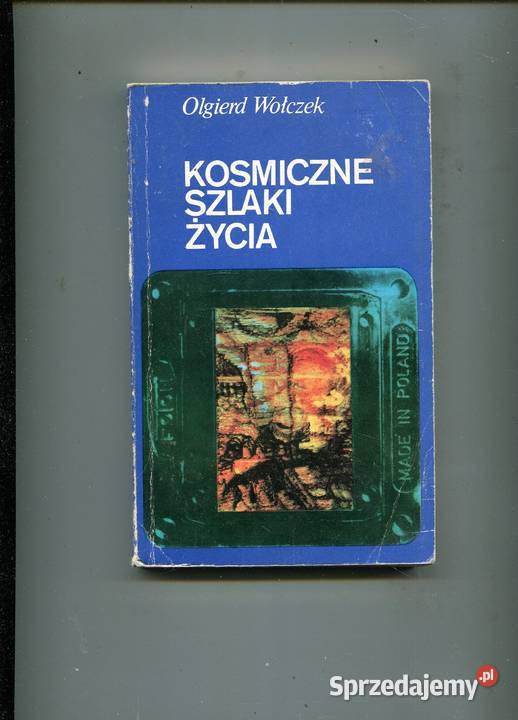 Olgierd Wołczek
KOSMICZNE
SZLAKI
ŻYCIA
MADE IN POLAND
Sprzedajemy.pl